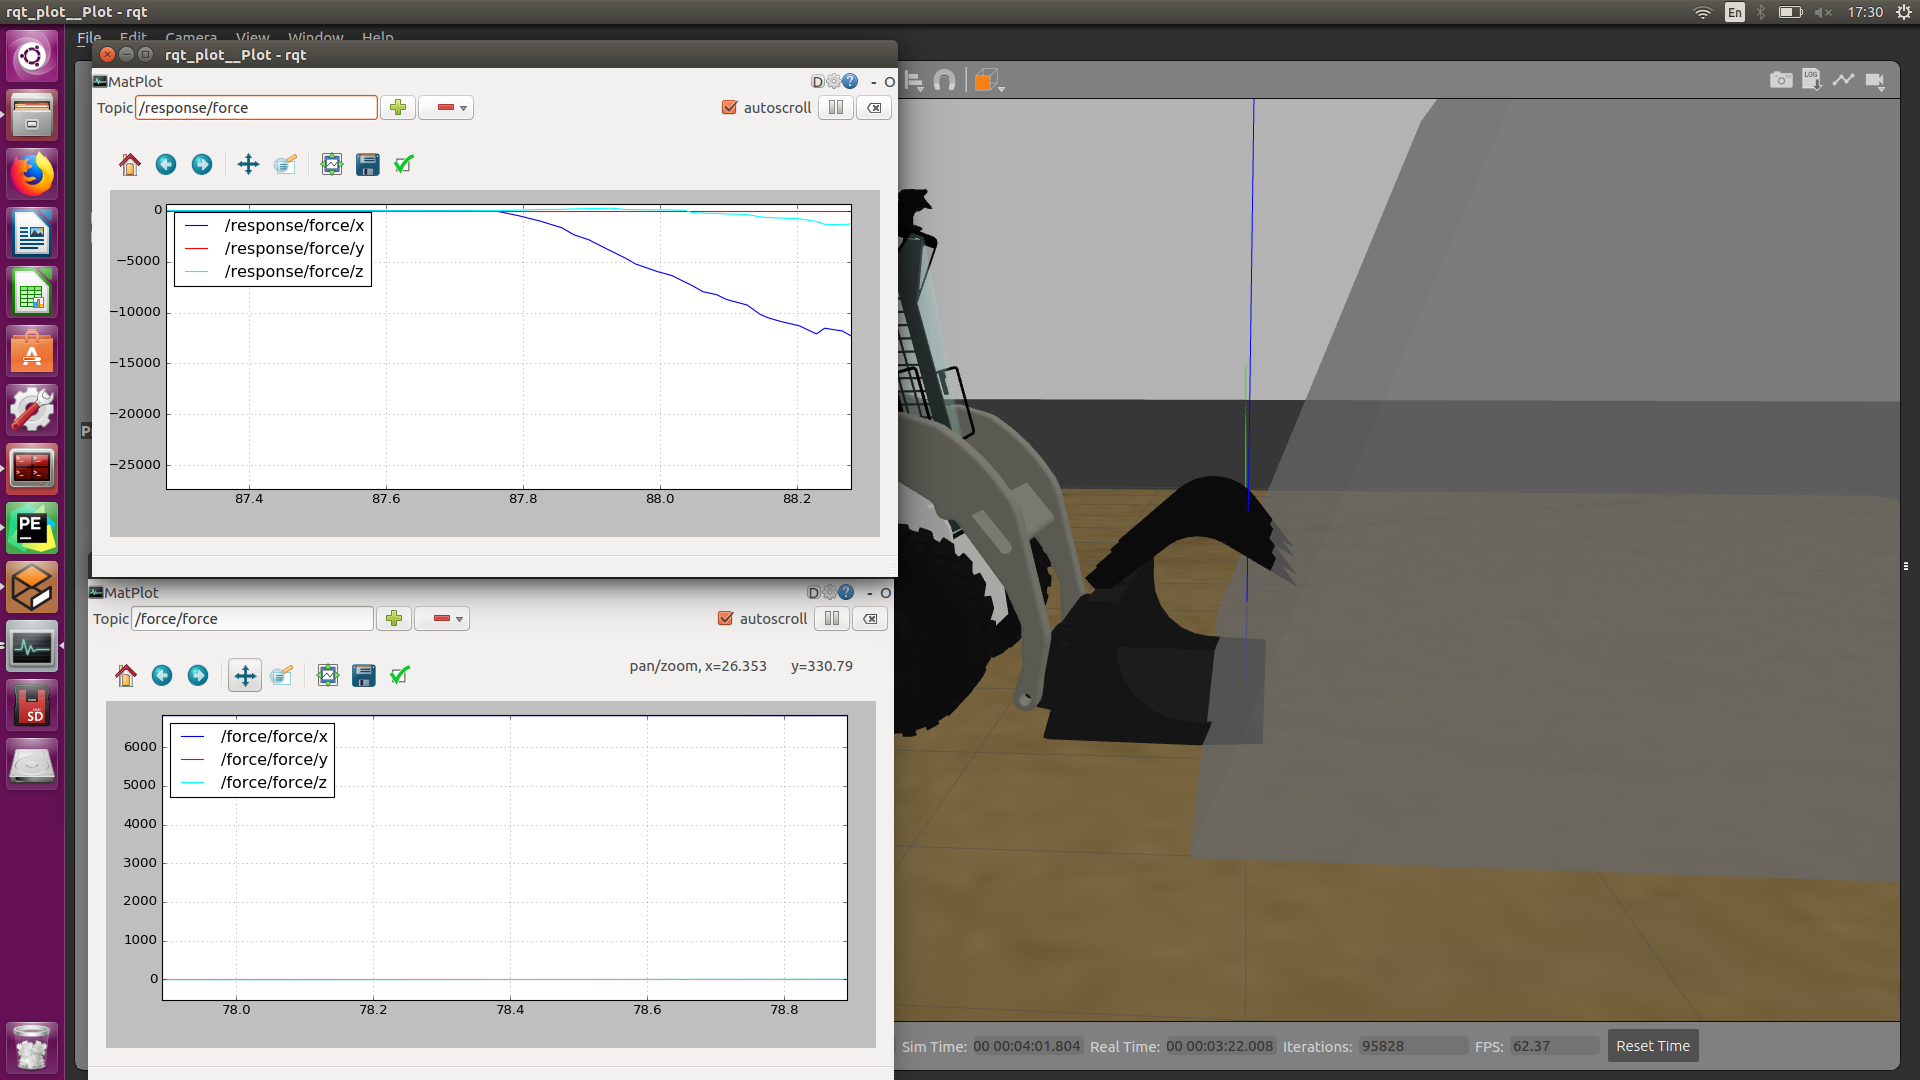 rqt_plot__Plot - rqt
En
17:30
File Edit Camera View Window Help
rqt_plot__Plot - rqt
MatPlot
D
- O
Topic /response/force
autoscroll
0
−5000
−10000
−15000
−20000
−25000
/response/force/x
/response/force/y
/response/force/z
87.4 87.6 87.8 88.0 88.2
MatPlot
D
- O
Topic /force/force
autoscroll
pan/zoom, x=26.353 y=330.79
6000
5000
4000
3000
2000
1000
0
/force/force/x
/force/force/y
/force/force/z
78.0 78.2 78.4 78.6 78.8
LOG
A
PE
SD
Sim Time: 00 00:04:01.804 Real Time: 00 00:03:22.008 Iterations: 95828 FPS: 62.37 Reset Time